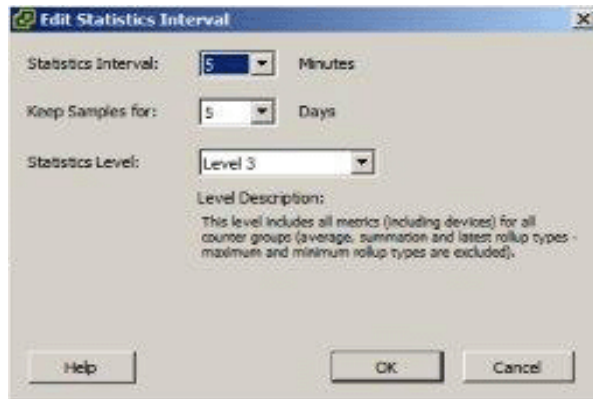 Edit Statistics Interval
Statistics Interval: 5 Minutes
Keep Samples for: 5 Days
Statistics Level: Level 3
Level Description:
This level includes all metrics (including devices) for all
counter groups (average, summation and latest rollup types -
maximum and minimum rollup types are excluded).
Help OK Cancel